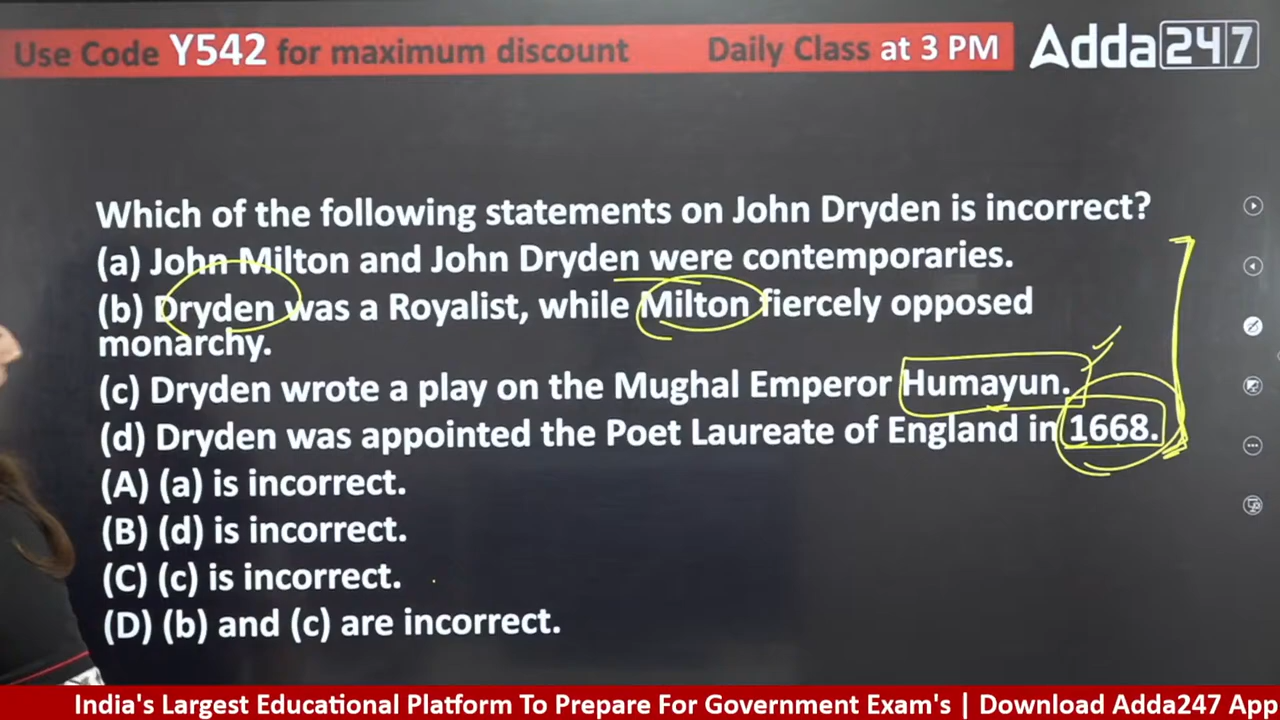 Use Code Y542 for maximum discount Daily Class at 3 PM Adda247
Which of the following statements on John Dryden is incorrect?
(a) John Milton and John Dryden were contemporaries.
(b) Dryden was a Royalist, while Milton fiercely opposed
monarchy.
(c) Dryden wrote a play on the Mughal Emperor Humayun.
(d) Dryden was appointed the Poet Laureate of England in 1668.
(A) (a) is incorrect.
(B) (d) is incorrect.
(C) (c) is incorrect.
(D) (b) and (c) are incorrect.
India's Largest Educational Platform To Prepare For Government Exam's | Download Adda247 App